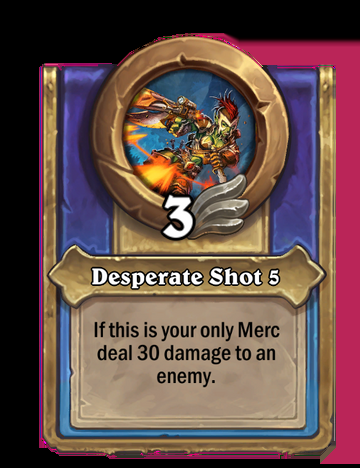 3
Desperate Shot 5
If this is your only Merc
deal 30 damage to an
enemy.